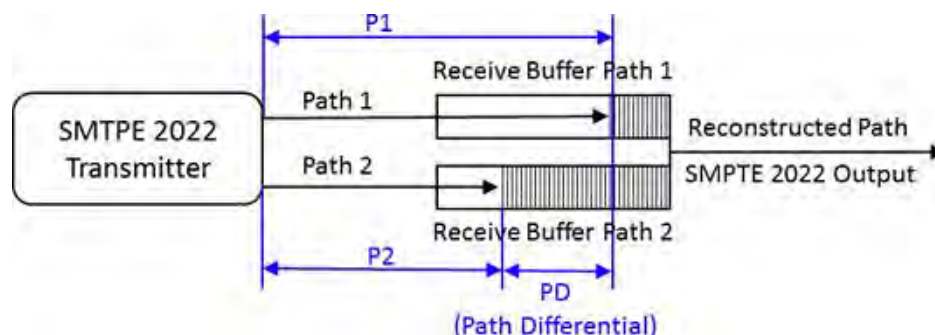 P1
Receive Buffer Path 1
Path 1
SMTPE 2022
Transmitter
Reconstructed Path
Path 2
SMPTE 2022 Output
Receive Buffer Path 2
P2
PD
(Path Differential)